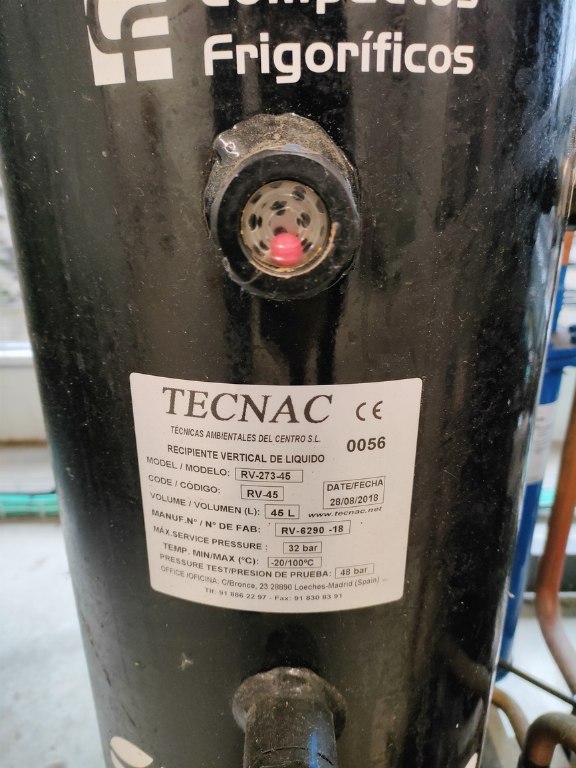 Compactos
Frigoríficos
TECNAC CE
TÉCNICAS AMBIENTALES DEL CENTRO S.L.
0056
RECIPIENTE VERTICAL DE LIQUIDO
MODEL / MODELO: RV-273-45
CODE / CÓDIGO: RV-45
DATE/FECHA
28/08/2018
VOLUME / VOLUMEN (L): 45 L
www.tecnac.net
MANUF.Nº / Nº DE FAB: RV-6290 -18
MÁX.SERVICE PRESSURE : 32 bar
TEMP. MIN/MAX (ºC): -20/100ºC
PRESSURE TEST/PRESION DE PRUEBA: 48 bar
OFFICE /OFICINA: C/Bronce, 23 28890 Loeches-Madrid (Spain)
Tlf: 91 886 22 97 - Fax: 91 830 83 91